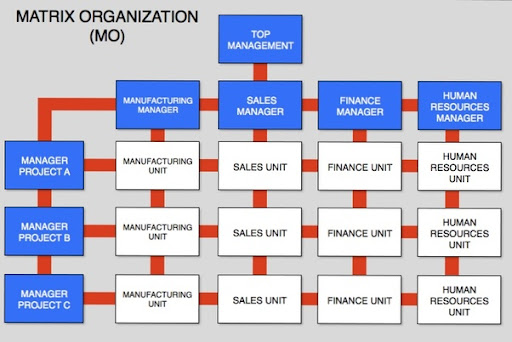 MATRIX ORGANIZATION
(MO)
TOP
MANAGEMENT
MANUFACTURING
MANAGER
SALES
MANAGER
FINANCE
MANAGER
HUMAN
RESOURCES
MANAGER
MANAGER
PROJECT A
MANUFACTURING
UNIT
SALES UNIT
FINANCE UNIT
HUMAN
RESOURCES
UNIT
MANAGER
PROJECT B
MANUFACTURING
UNIT
SALES UNIT
FINANCE UNIT
HUMAN
RESOURCES
UNIT
MANAGER
PROJECT C
MANUFACTURING
UNIT
SALES UNIT
FINANCE UNIT
HUMAN
RESOURCES
UNIT